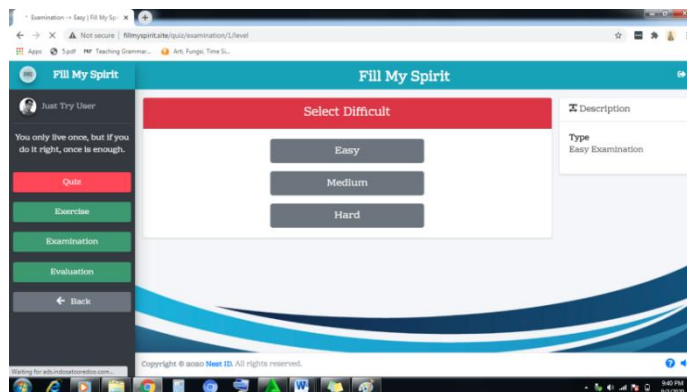 Examination -> Easy | Fill My Spi
Not secure | fillmyspirit.site/quiz/examination/1/level
Apps
5.pdf
Teaching Grammar...
Arti, Fungsi, Time Si...
Fill My Spirit
Fill My Spirit
Just Try User
You only live once, but if you
do it right, once is enough.
Quiz
Exercise
Examination
Evaluation
Back
Select Difficult
Easy
Medium
Hard
Description
Type
Easy Examination
Copyright © 2020 Nest ID. All rights reserved.
Waiting for ads.indosatooredoo.com...
9:40 PM